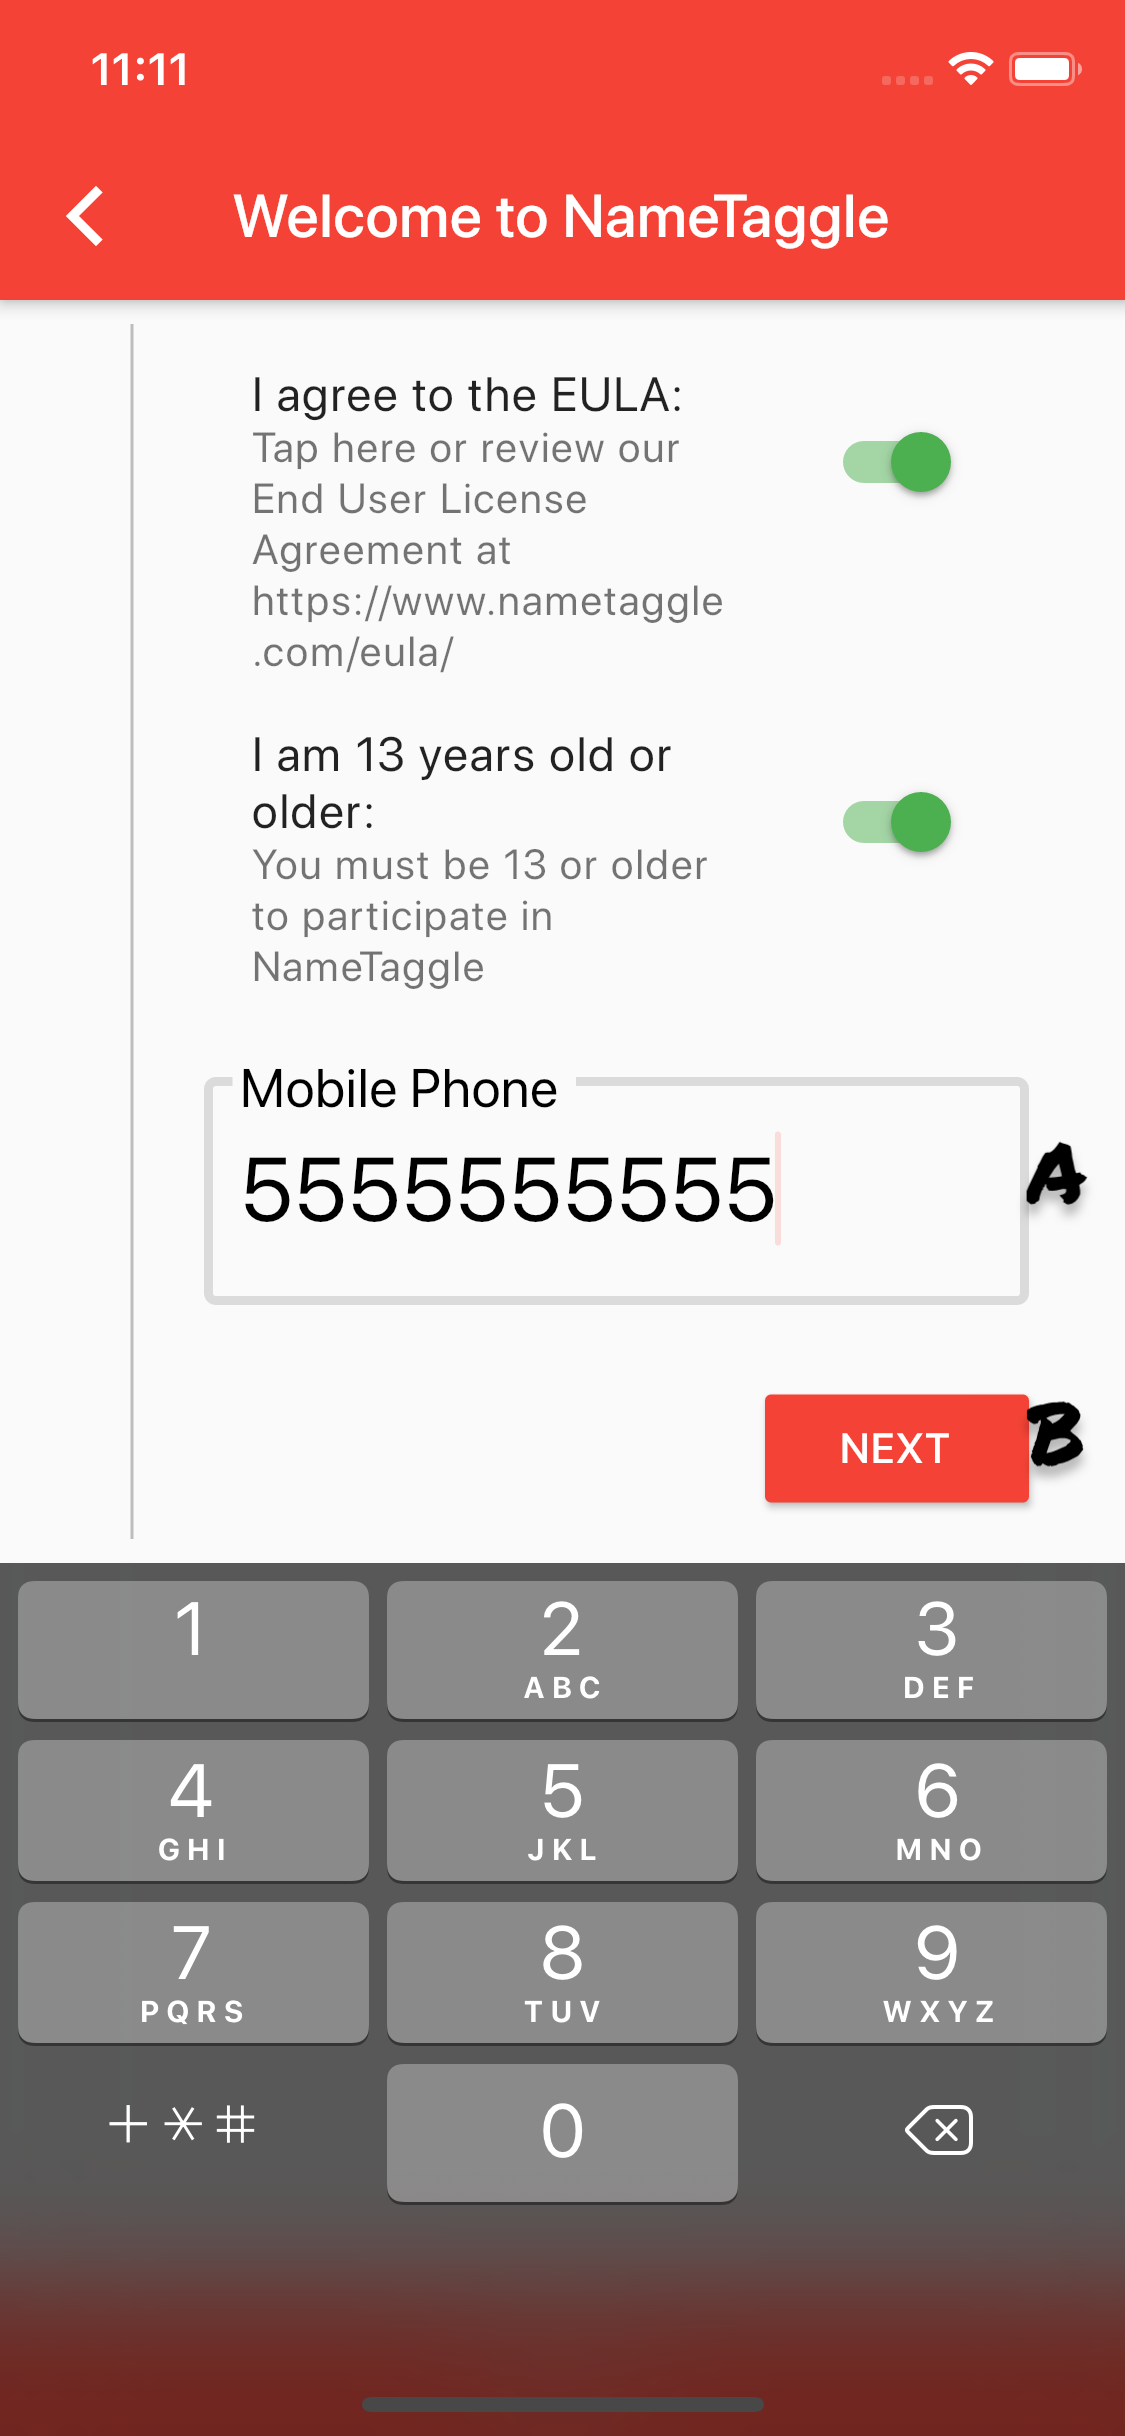 11:11
Welcome to NameTaggle
I agree to the EULA:
Tap here or review our
End User License
Agreement at
https://www.nametaggle
.com/eula/
I am 13 years old or
older:
You must be 13 or older
to participate in
NameTaggle
Mobile Phone
5555555555
A
NEXT
B
1
2
3
ABC
DEF
4
5
6
GHI
JKL
MNO
7
8
9
PQRS
TUV
WXYZ
+*#
0